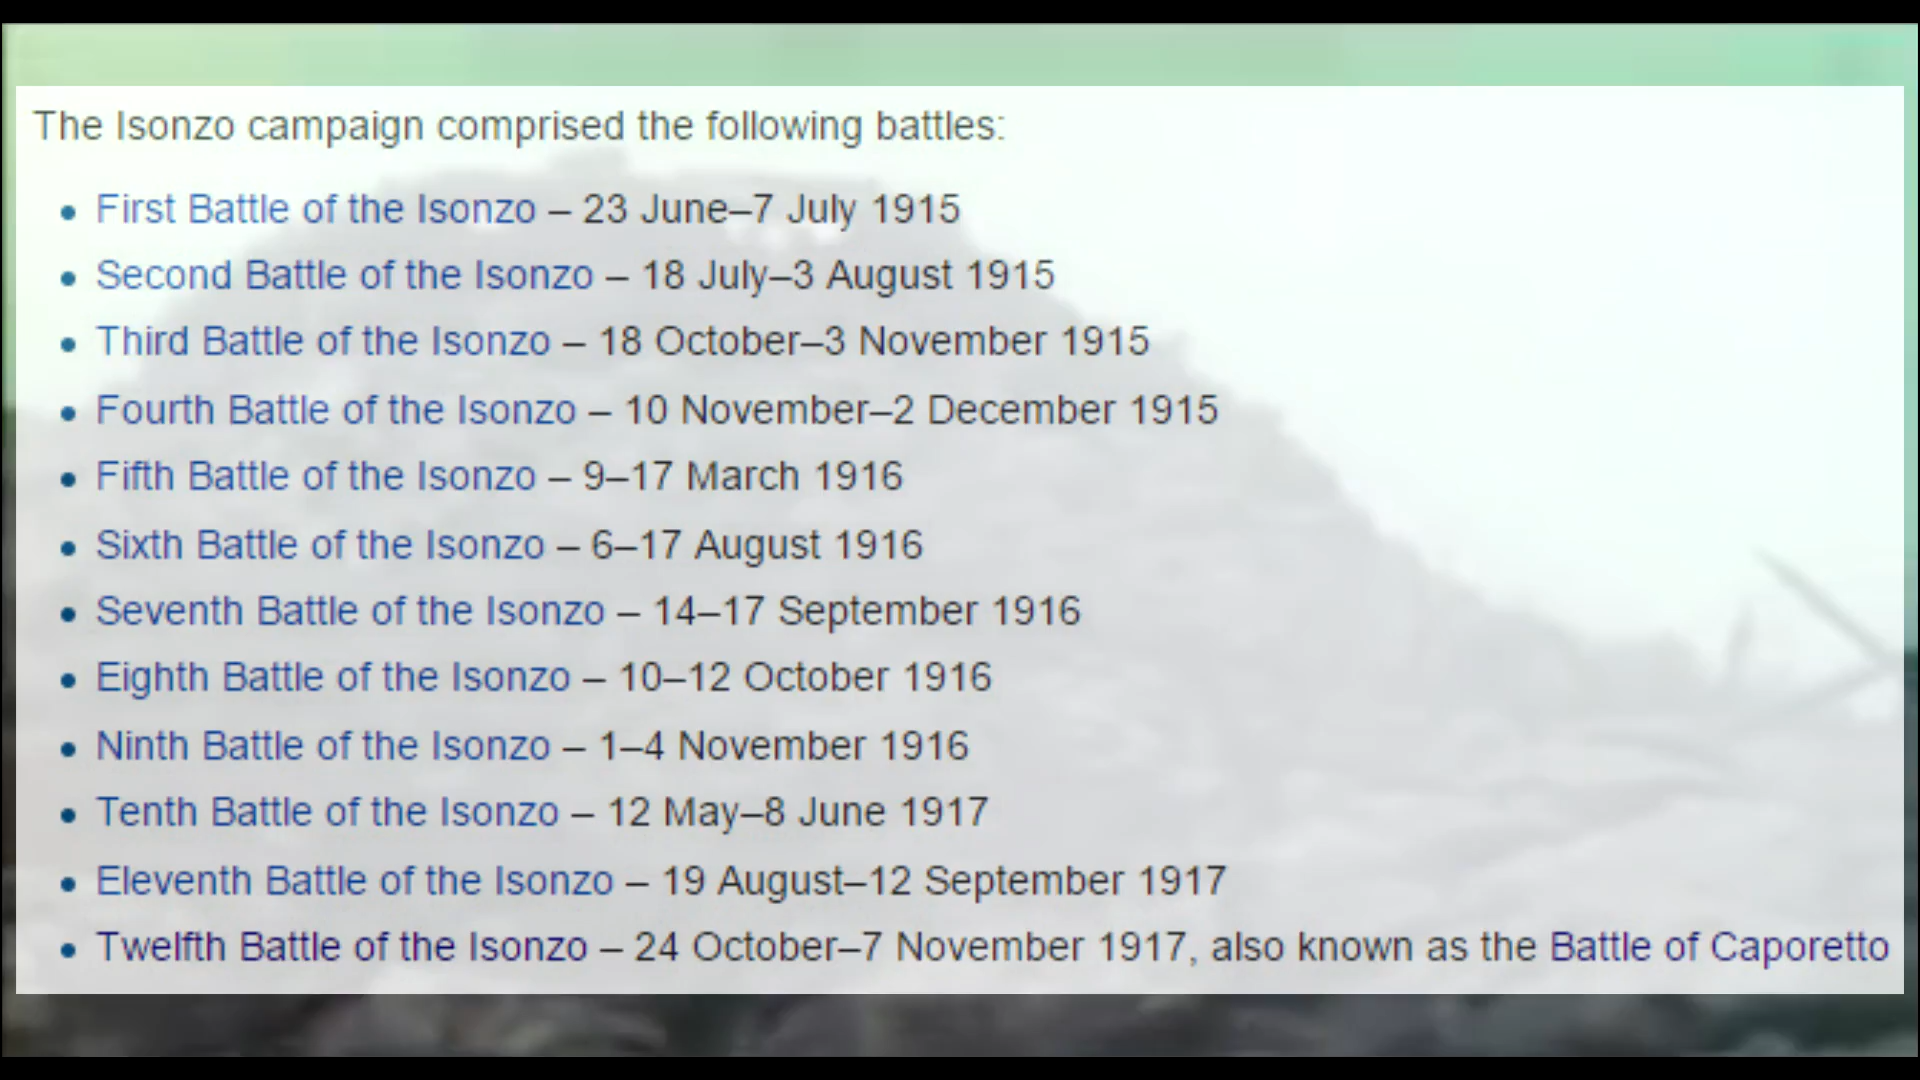 The Isonzo campaign comprised the following battles:
• First Battle of the Isonzo – 23 June–7 July 1915
• Second Battle of the Isonzo – 18 July–3 August 1915
• Third Battle of the Isonzo – 18 October–3 November 1915
• Fourth Battle of the Isonzo – 10 November–2 December 1915
• Fifth Battle of the Isonzo – 9–17 March 1916
• Sixth Battle of the Isonzo – 6–17 August 1916
• Seventh Battle of the Isonzo – 14–17 September 1916
• Eighth Battle of the Isonzo – 10–12 October 1916
• Ninth Battle of the Isonzo – 1–4 November 1916
• Tenth Battle of the Isonzo – 12 May–8 June 1917
• Eleventh Battle of the Isonzo – 19 August–12 September 1917
• Twelfth Battle of the Isonzo – 24 October–7 November 1917, also known as the Battle of Caporetto